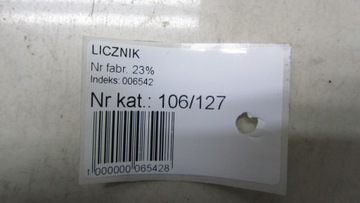 LICZNIK
Nr fabr. 23%
Indeks: 006542
Nr kat.: 106/127
1 000000 065428